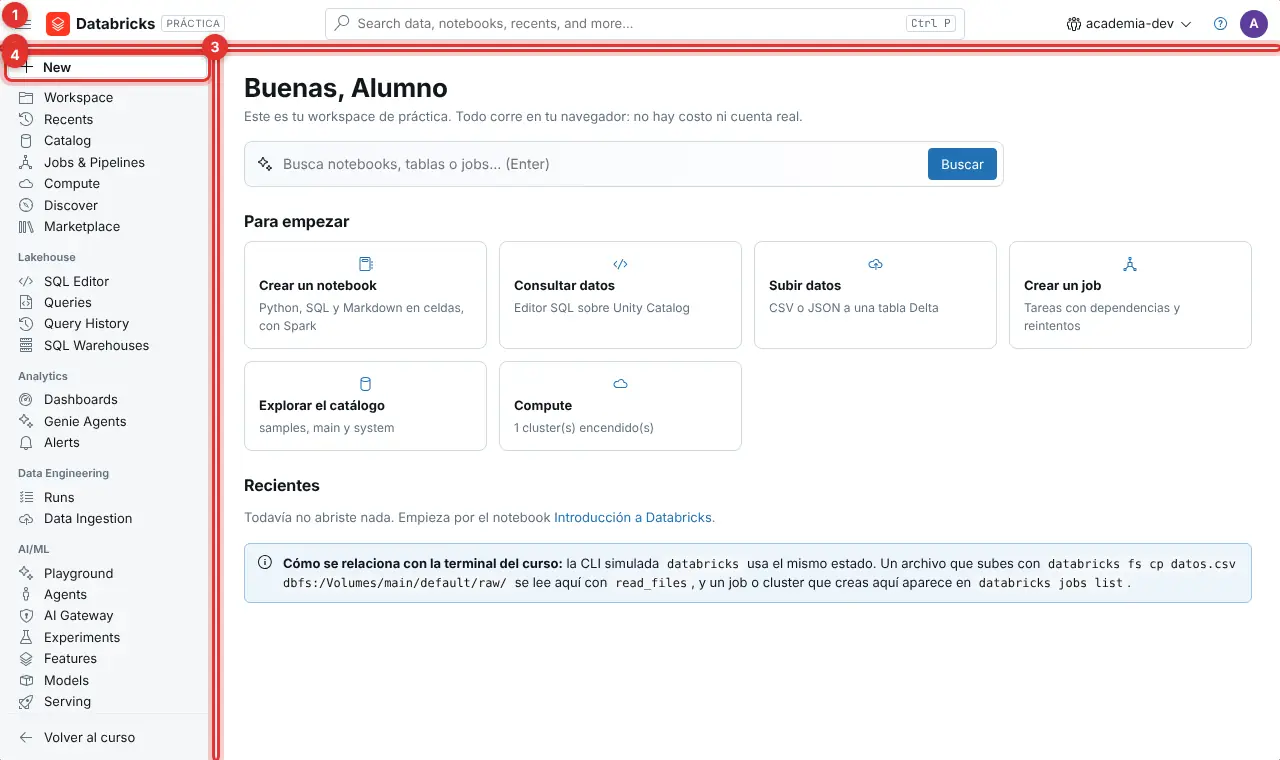 1
Databricks
PRÁCTICA
Search data, notebooks, recents, and more...
Ctrl P
academia-dev
A
3
4
New
Workspace
Recents
Catalog
Jobs & Pipelines
Compute
Discover
Marketplace
Lakehouse
SQL Editor
Queries
Query History
SQL Warehouses
Analytics
Dashboards
Genie Agents
Alerts
Data Engineering
Runs
Data Ingestion
AI/ML
Playground
Agents
AI Gateway
Experiments
Features
Models
Serving
Volver al curso
Buenas, Alumno
Este es tu workspace de práctica. Todo corre en tu navegador: no hay costo ni cuenta real.
Busca notebooks, tablas o jobs... (Enter)
Buscar
Para empezar
Crear un notebook
Python, SQL y Markdown en celdas,
con Spark
Consultar datos
Editor SQL sobre Unity Catalog
Subir datos
CSV o JSON a una tabla Delta
Crear un job
Tareas con dependencias y
reintentos
Explorar el catálogo
samples, main y system
Compute
1 cluster(s) encendido(s)
Recientes
Todavía no abriste nada. Empieza por el notebook Introducción a Databricks.
Cómo se relaciona con la terminal del curso: la CLI simulada databricks usa el mismo estado. Un archivo que subes con databricks fs cp datos.csv
dbfs:/Volumes/main/default/raw/ se lee aquí con read_files, y un job o cluster que creas aquí aparece en databricks jobs list.